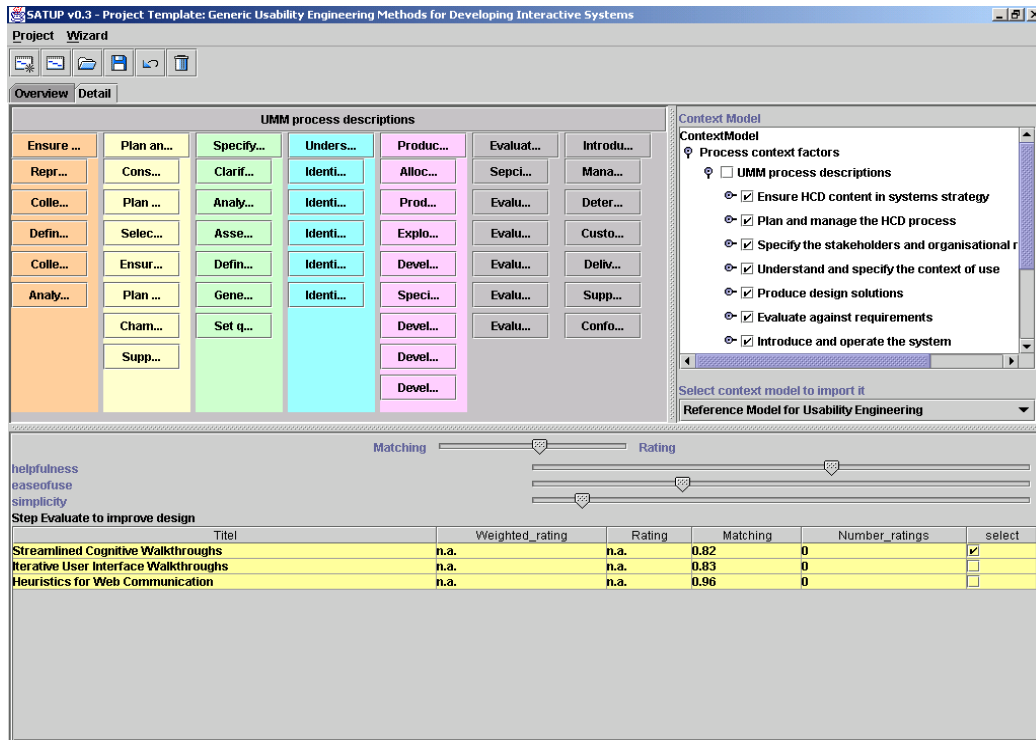 SATUP v0.3 - Project Template: Generic Usability Engineering Methods for Developing Interactive Systems
Project Wizard
Overview Detail
UMM process descriptions
Ensure ... Plan an... Specify... Unders... Produc... Evaluat... Introdu...
Repr... Cons... Clarif... Identi... Alloc... Sepci... Mana...
Colle... Plan ... Analy... Identi... Prod... Evalu... Deter...
Defin... Selec... Asse... Identi... Explo... Evalu... Custo...
Colle... Ensur... Defin... Identi... Devel... Evalu... Deliv...
Analy... Plan ... Gene... Identi... Speci... Evalu... Supp...
Cham... Set q... Devel... Evalu... Confo...
Supp... Devel...
Devel...
Context Model
ContextModel
Process context factors
UMM process descriptions
Ensure HCD content in systems strategy
Plan and manage the HCD process
Specify the stakeholders and organisational r
Understand and specify the context of use
Produce design solutions
Evaluate against requirements
Introduce and operate the system
Select context model to import it
Reference Model for Usability Engineering
Matching Rating
helpfulness
easeofuse
simplicity
Step Evaluate to improve design
Titel Weighted_rating Rating Matching Number_ratings select
Streamlined Cognitive Walkthroughs n.a. n.a. 0.82 0
Iterative User Interface Walkthroughs n.a. n.a. 0.83 0
Heuristics for Web Communication n.a. n.a. 0.96 0